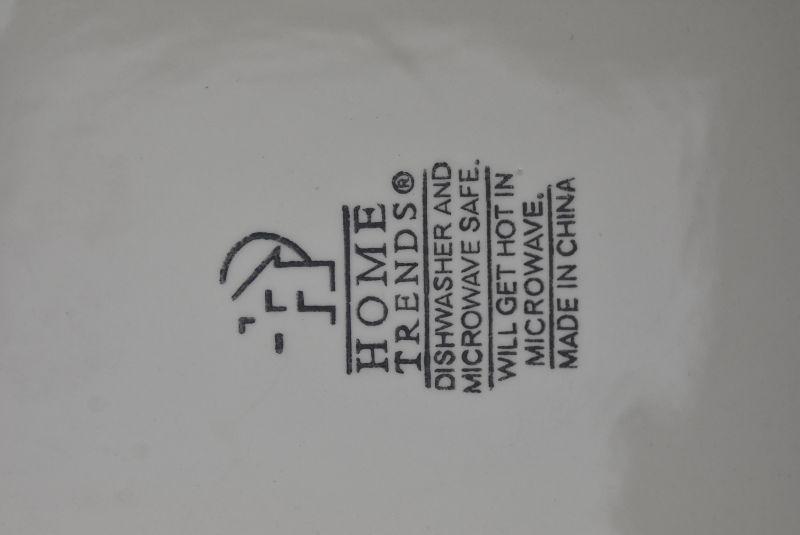 HOME
TRENDS®
DISHWASHER AND
MICROWAVE SAFE.
WILL GET HOT IN
MICROWAVE.
MADE IN CHINA